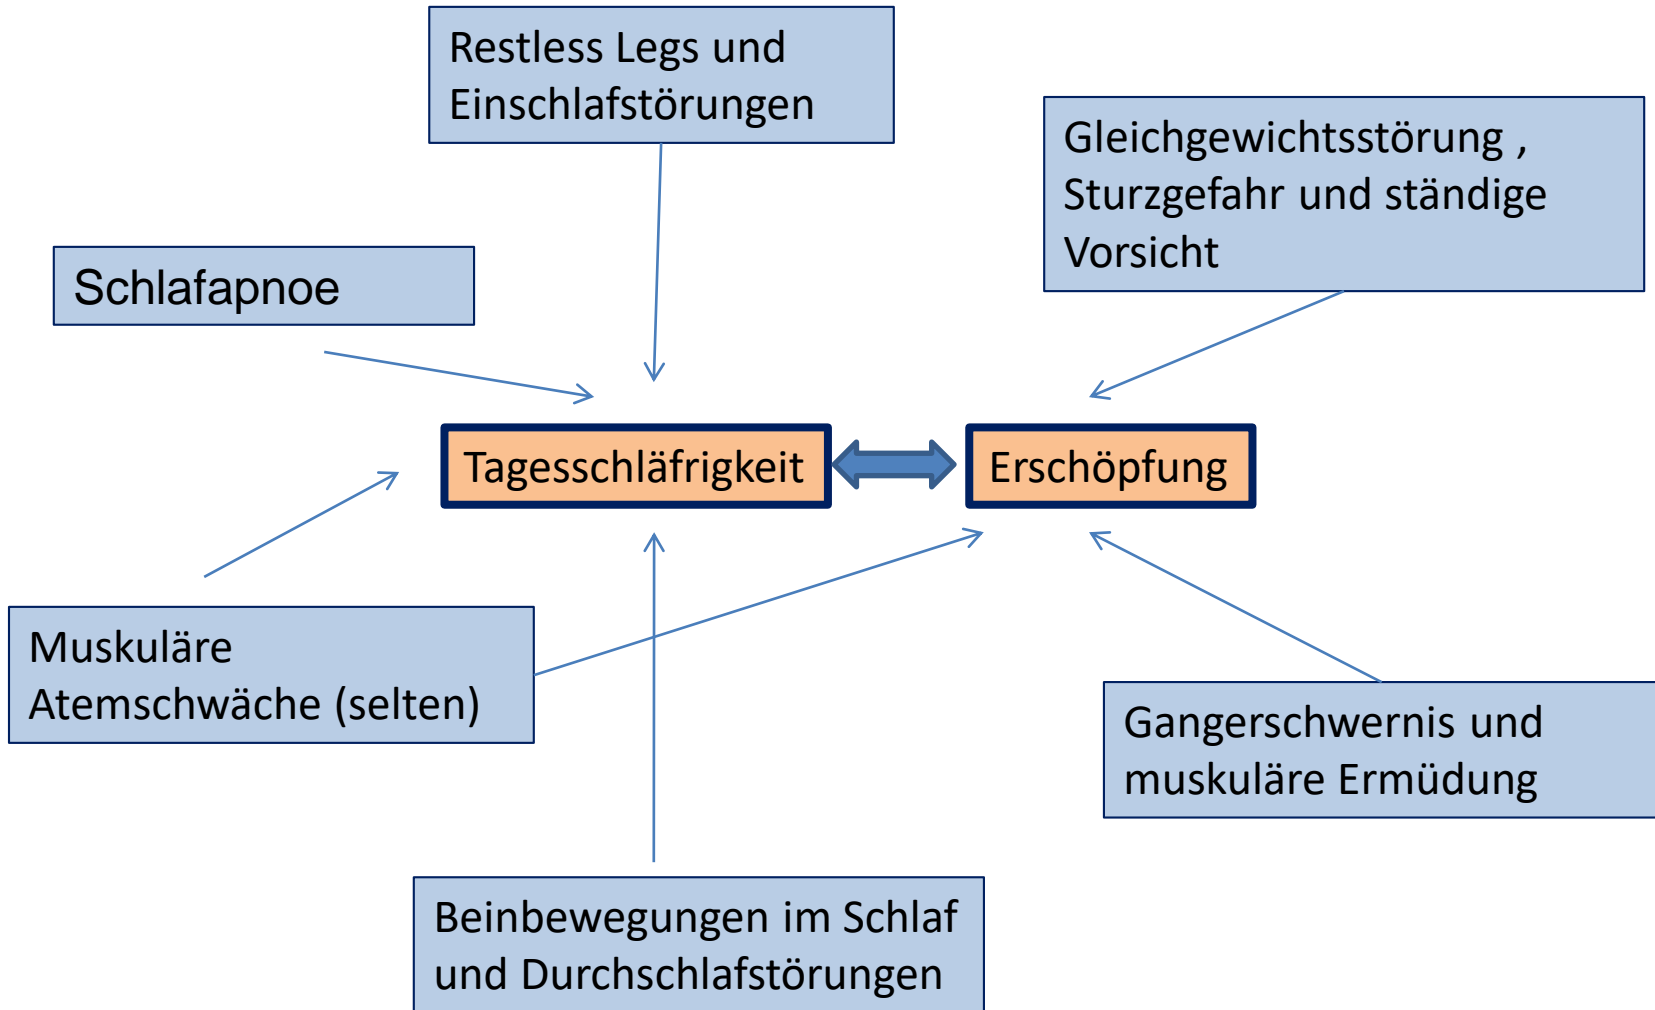 Restless Legs und
Einschlafstörungen
Gleichgewichtsstörung ,
Sturzgefahr und ständige
Vorsicht
Schlafapnoe
Tagesschläfrigkeit
Erschöpfung
Muskuläre
Atemschwäche (selten)
Gangerschwernis und
muskuläre Ermüdung
Beinbewegungen im Schlaf
und Durchschlafstörungen